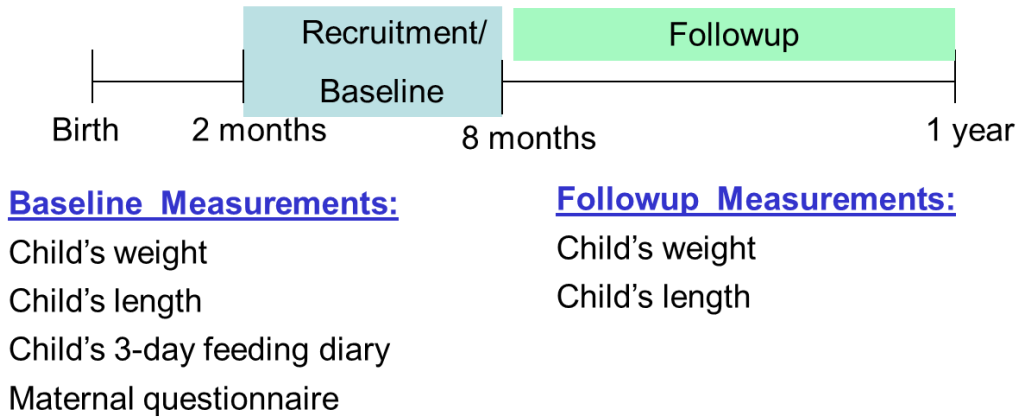 Recruitment/
Baseline
Followup
Birth
2 months
8 months
1 year
Baseline Measurements:
Child's weight
Child's length
Child's 3-day feeding diary
Maternal questionnaire
Followup Measurements:
Child's weight
Child's length